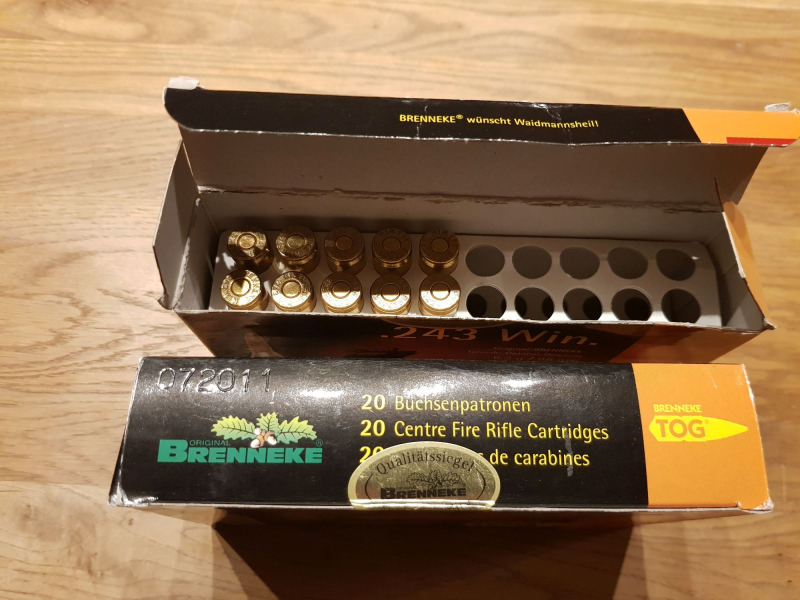 BRENNEKE® wünscht Waidmannsheil!
.243 Win.
072011
ORIGINAL
BRENNEKE®
20 Büchsenpatronen
20 Centre Fire Rifle Cartridges
20 de carabines
Qualitätssiegel
BRENNEKE
BRENNEKE
TOG®